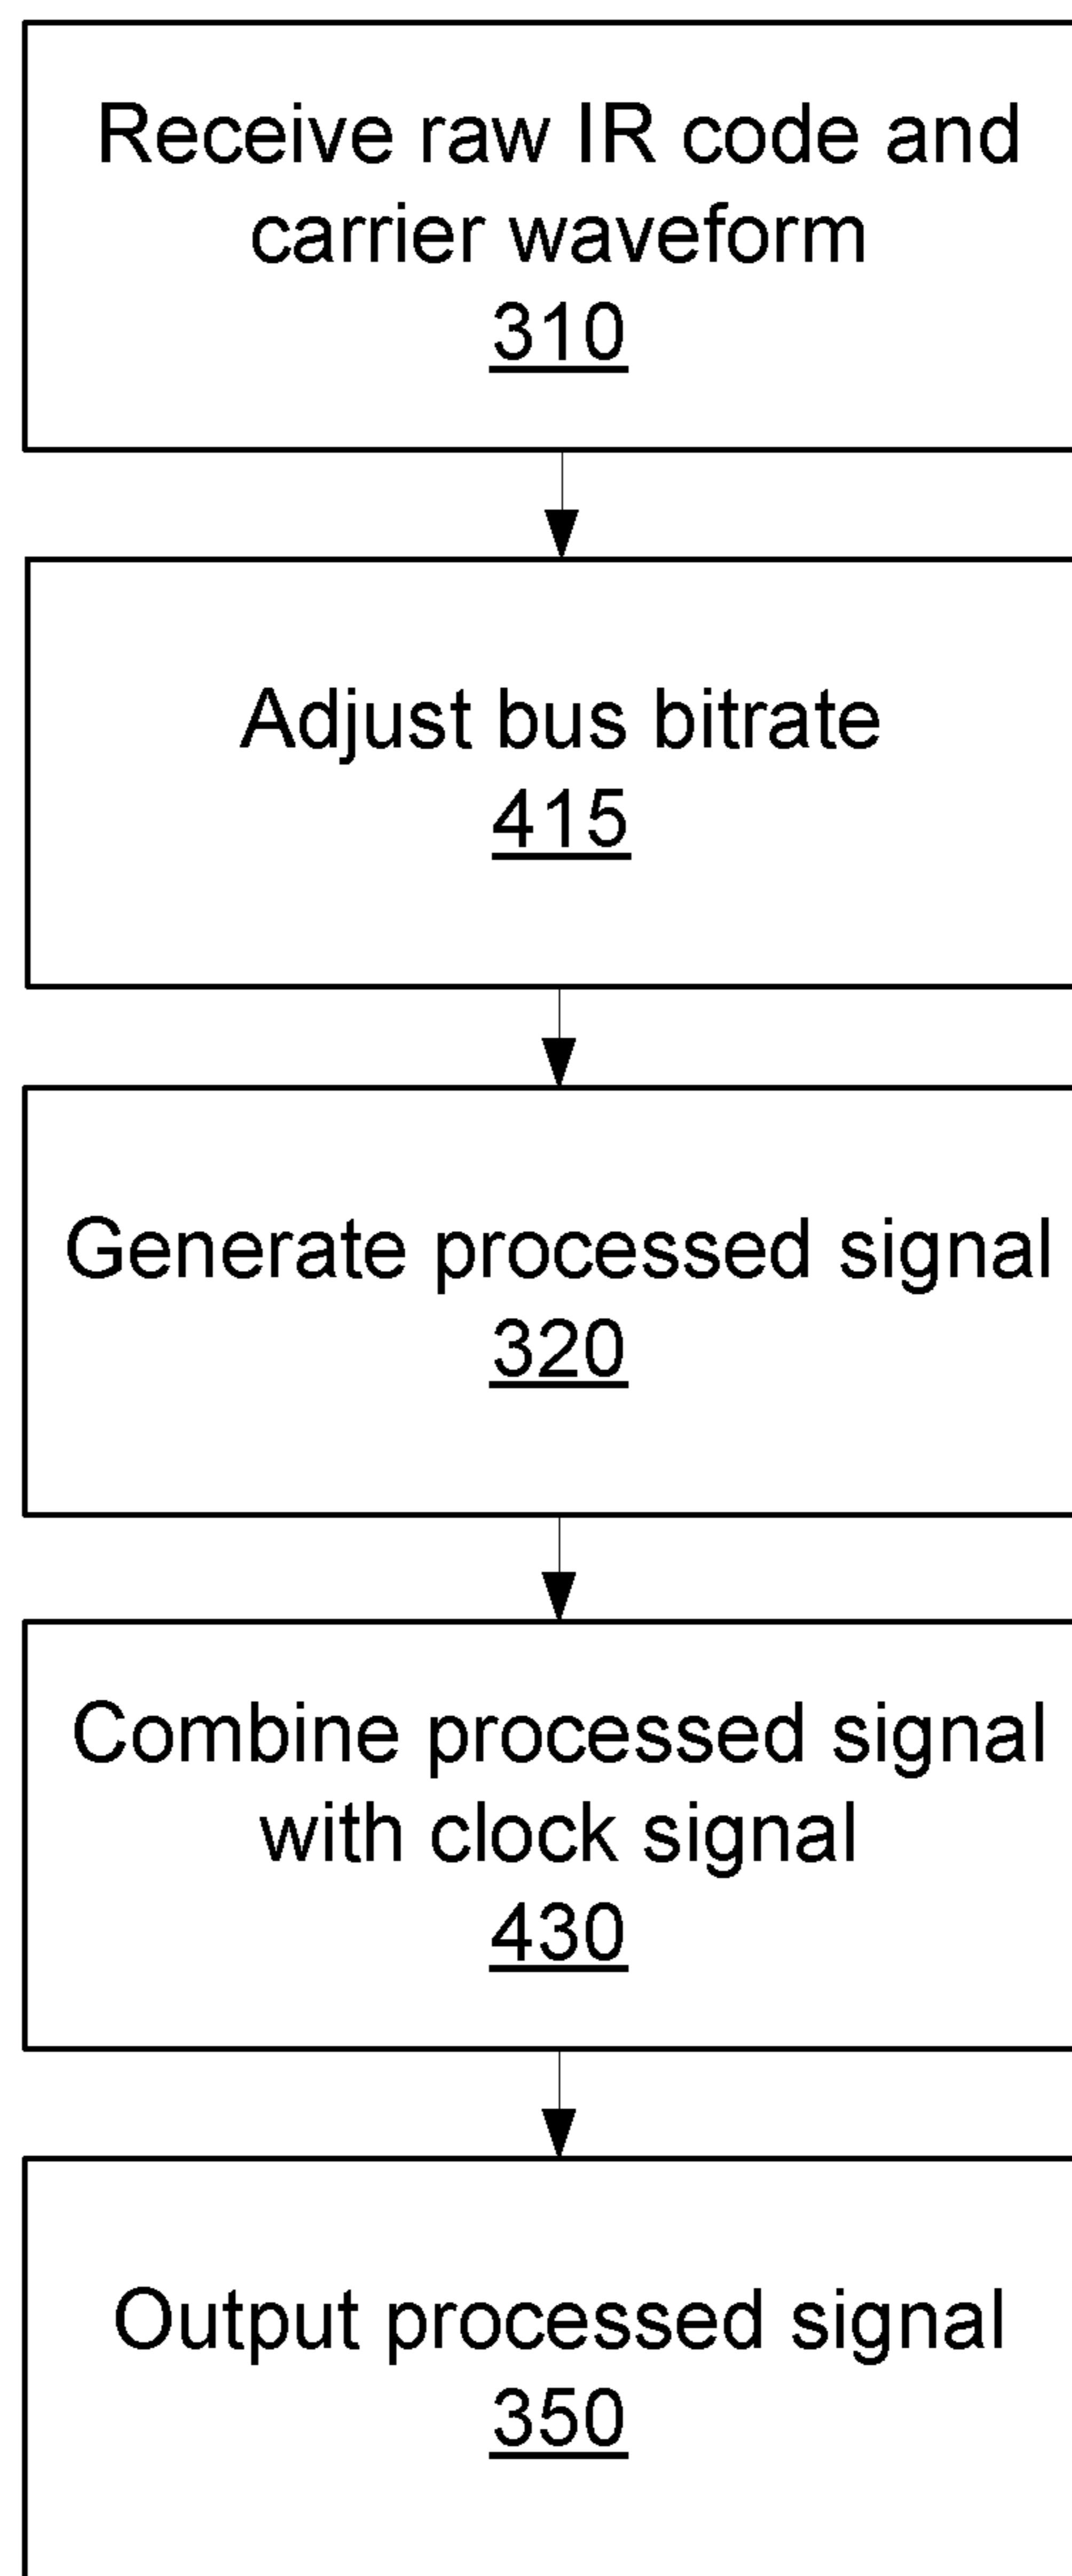 Receive raw IR code and
carrier waveform
310
Adjust bus bitrate
415
Generate processed signal
320
Combine processed signal
with clock signal
430
Output processed signal
350